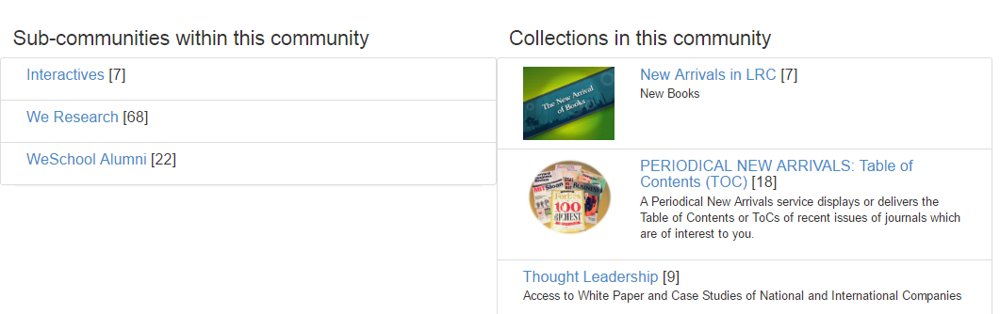 Sub-communities within this community
Interactives [7]
We Research [68]
WeSchool Alumni [22]
Collections in this community
The New Arrival
of Books
New Arrivals in LRC [7]
New Books
MITSloan
BUSINESS
Forbes
100
RICHEST
PERIODICAL NEW ARRIVALS: Table of
Contents (TOC) [18]
A Periodical New Arrivals service displays or delivers the
Table of Contents or ToCs of recent issues of journals which
are of interest to you.
Thought Leadership [9]
Access to White Paper and Case Studies of National and International Companies